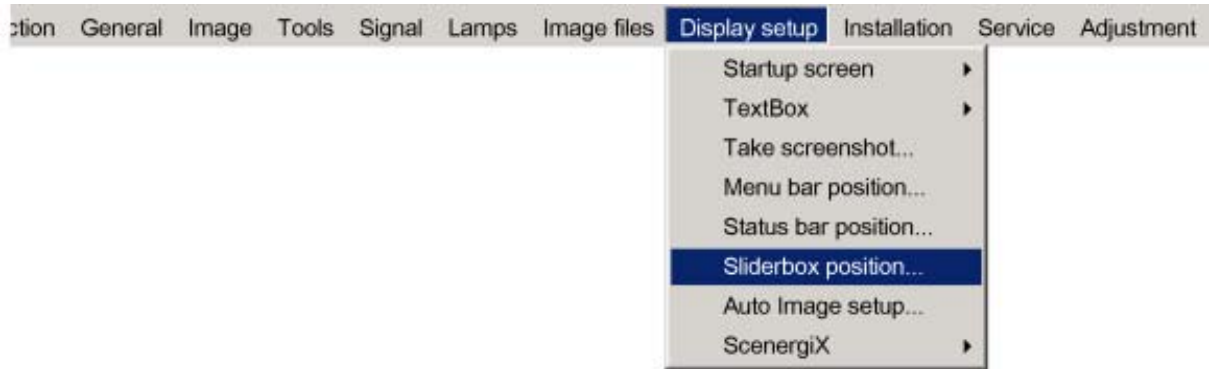 ction General Image Tools Signal Lamps Image files Display setup Installation Service Adjustment
Startup screen
TextBox
Take screenshot...
Menu bar position...
Status bar position...
Sliderbox position...
Auto Image setup...
ScenergiX